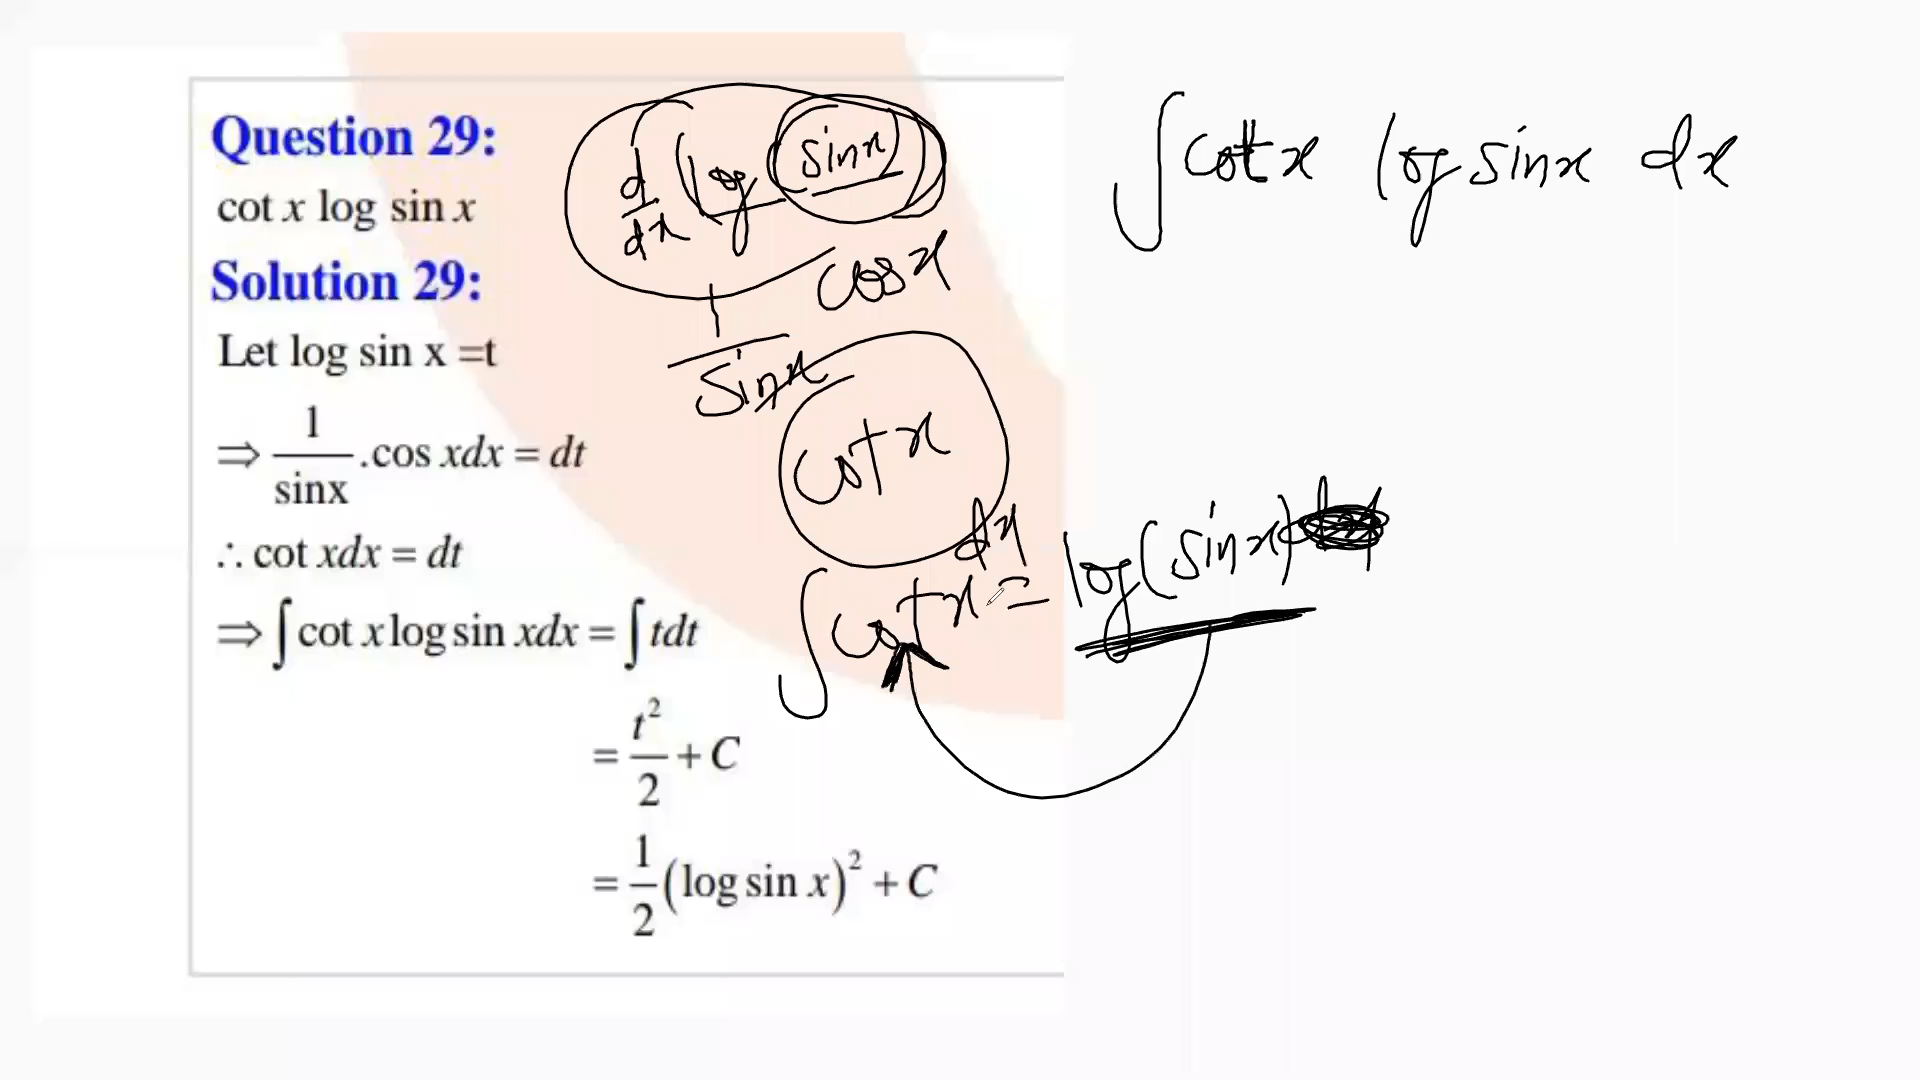 Question 29:
cot x log sin x
Solution 29:
Let log sin x =t
⇒ 1/sinx .cos xdx = dt
∴ cot xdx = dt
⇒ ∫ cot x log sin xdx = ∫ tdt
= t²/2 + C
= 1/2 (log sin x)² + C
d/dx (log (sinx))
1/sinx cosx
cotx
∫ cotx dx = log(sinx)
∫ cotx log sinx dx